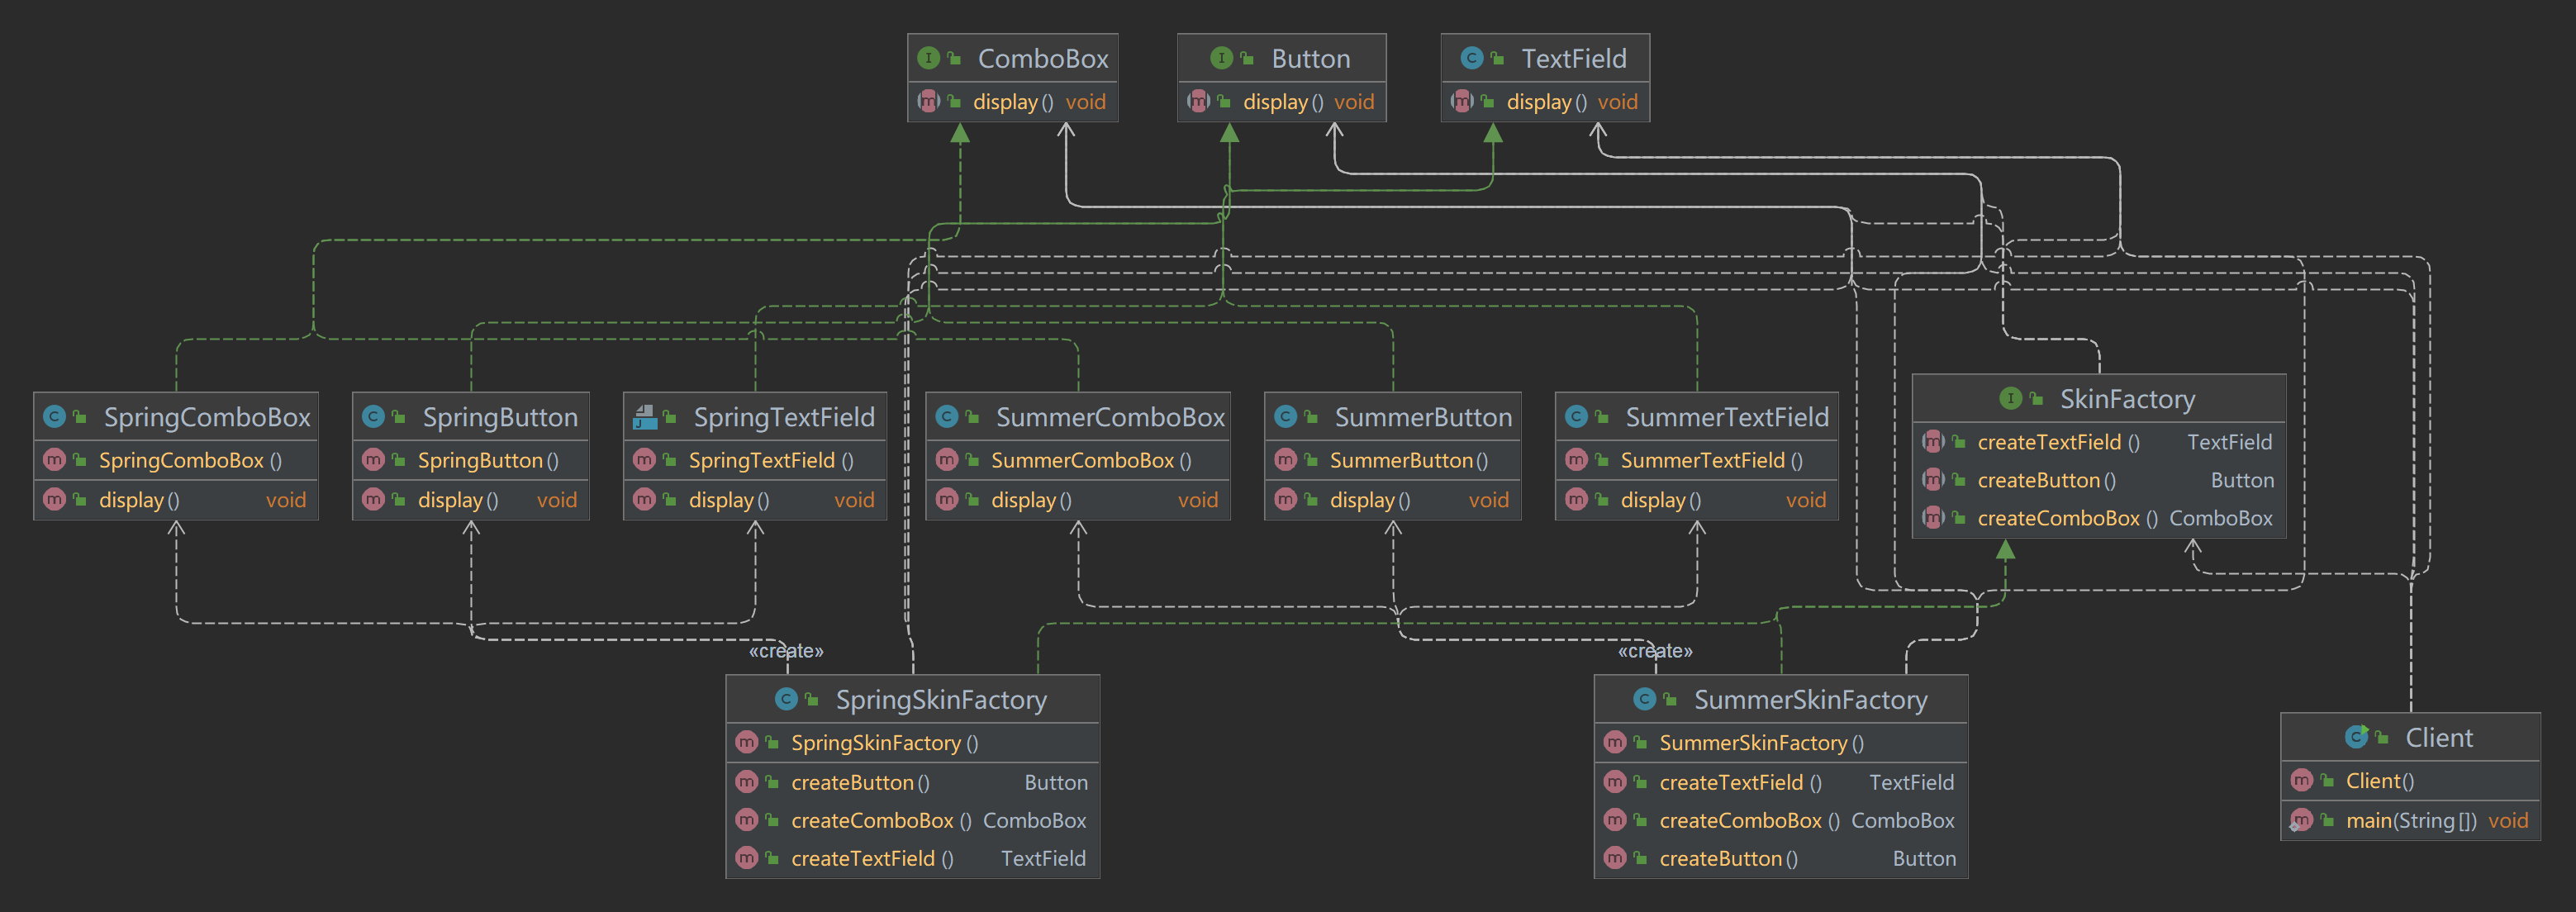 ComboBox
display() void
Button
display() void
TextField
display() void
SpringComboBox
SpringComboBox()
display() void
SpringButton
SpringButton()
display() void
SpringTextField
SpringTextField()
display() void
SummerComboBox
SummerComboBox()
display() void
SummerButton
SummerButton()
display() void
SummerTextField
SummerTextField()
display() void
SkinFactory
createTextField() TextField
createButton() Button
createComboBox() ComboBox
«create»
SpringSkinFactory
SpringSkinFactory()
createButton() Button
createComboBox() ComboBox
createTextField() TextField
«create»
SummerSkinFactory
SummerSkinFactory()
createTextField() TextField
createComboBox() ComboBox
createButton() Button
Client
Client()
main(String[]) void